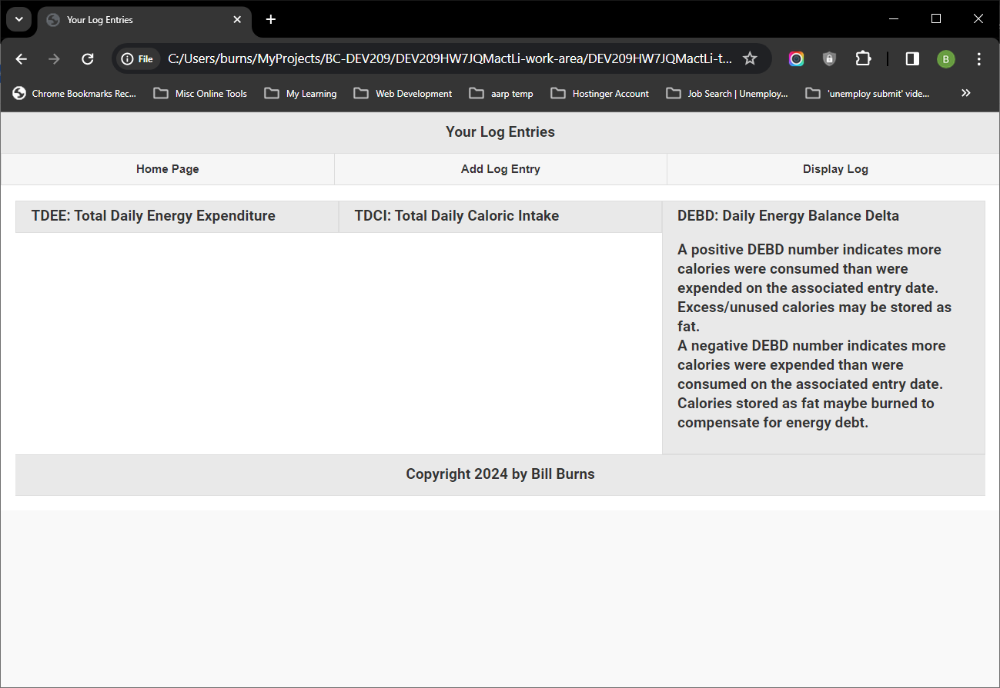 Your Log Entries
File
C:/Users/burns/MyProjects/BC-DEV209/DEV209HW7JQMactLi-work-area/DEV209HW7JQMactLi-t...
B
Chrome Bookmarks Rec...
Misc Online Tools
My Learning
Web Development
aarp temp
Hostinger Account
Job Search | Unemploy...
'unemploy submit' vide...
Your Log Entries
Home Page
Add Log Entry
Display Log
TDEE: Total Daily Energy Expenditure
TDCI: Total Daily Caloric Intake
DEBD: Daily Energy Balance Delta
A positive DEBD number indicates more
calories were consumed than were
expended on the associated entry date.
Excess/unused calories may be stored as
fat.
A negative DEBD number indicates more
calories were expended than were
consumed on the associated entry date.
Calories stored as fat maybe burned to
compensate for energy debt.
Copyright 2024 by Bill Burns